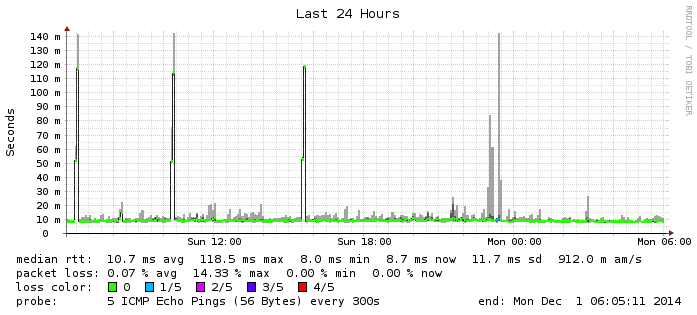 Last 24 Hours
RRDTOOL / TOBI OETIKER
Seconds
140 m
130 m
120 m
110 m
100 m
90 m
80 m
70 m
60 m
50 m
40 m
30 m
20 m
10 m
0
Sun 12:00 Sun 18:00 Mon 00:00 Mon 06:00
median rtt: 10.7 ms avg 118.5 ms max 8.0 ms min 8.7 ms now 11.7 ms sd 912.0 m am/s
packet loss: 0.07 % avg 14.33 % max 0.00 % min 0.00 % now
loss color: 0 1/5 2/5 3/5 4/5
probe: 5 ICMP Echo Pings (56 Bytes) every 300s end: Mon Dec 1 06:05:11 2014